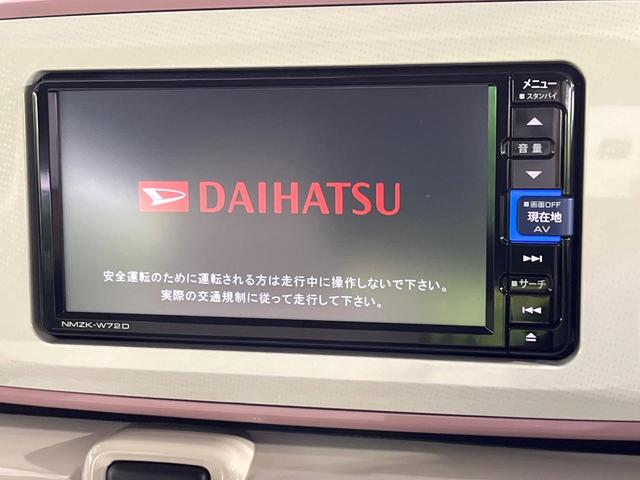 DAIHATSU
安全運転のために運転される方は走行中に操作しないで下さい。
実際の交通規制に従って走行して下さい。
NMZK-W72D
メニュー
スタンバイ
音量
画面OFF
現在地
AV
サーチ